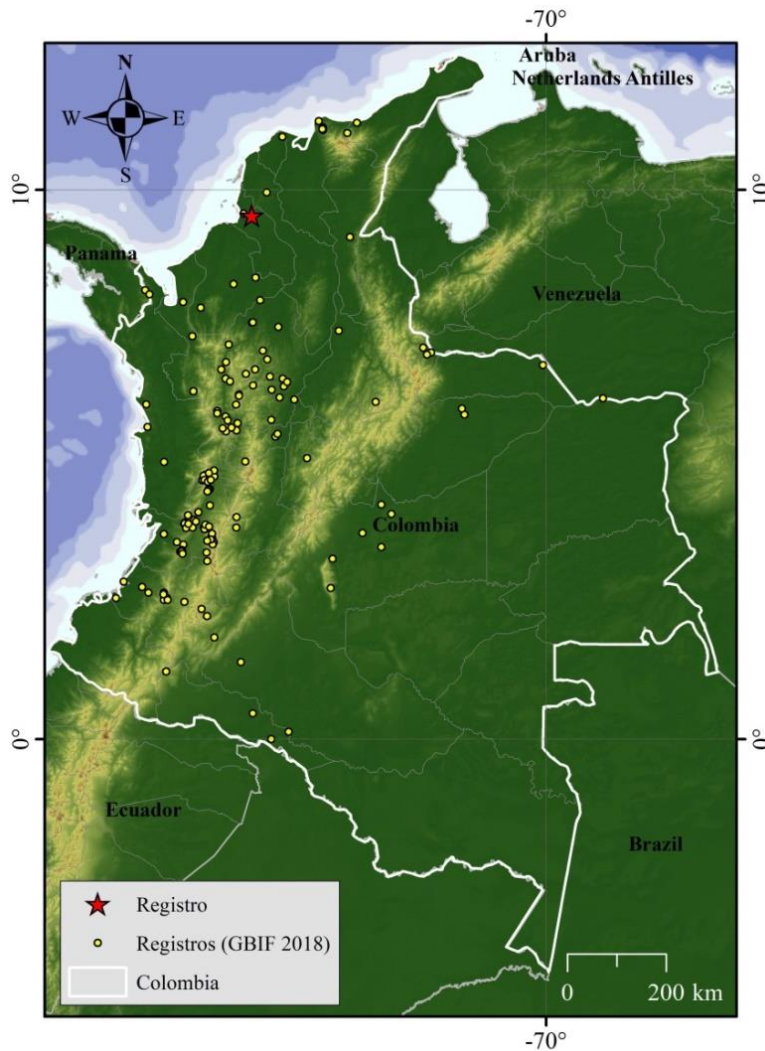 -70°
Aruba
Netherlands Antilles
N
W
E
S
10°
10°
Panama
Venezuela
Colombia
0°
0°
Ecuador
Brazil
Registro
Registros (GBIF 2018)
Colombia
0
200 km
-70°